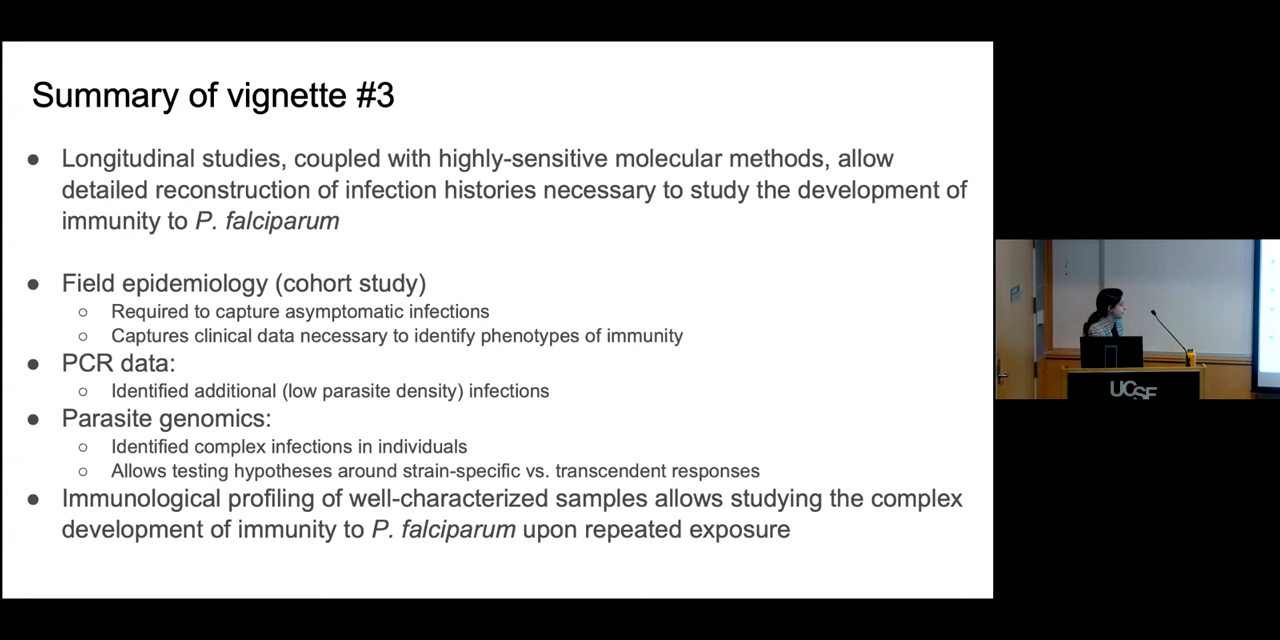 Summary of vignette #3
● Longitudinal studies, coupled with highly-sensitive molecular methods, allow
detailed reconstruction of infection histories necessary to study the development of
immunity to P. falciparum
● Field epidemiology (cohort study)
○ Required to capture asymptomatic infections
○ Captures clinical data necessary to identify phenotypes of immunity
● PCR data:
○ Identified additional (low parasite density) infections
● Parasite genomics:
○ Identified complex infections in individuals
○ Allows testing hypotheses around strain-specific vs. transcendent responses
● Immunological profiling of well-characterized samples allows studying the complex
development of immunity to P. falciparum upon repeated exposure
UCSF